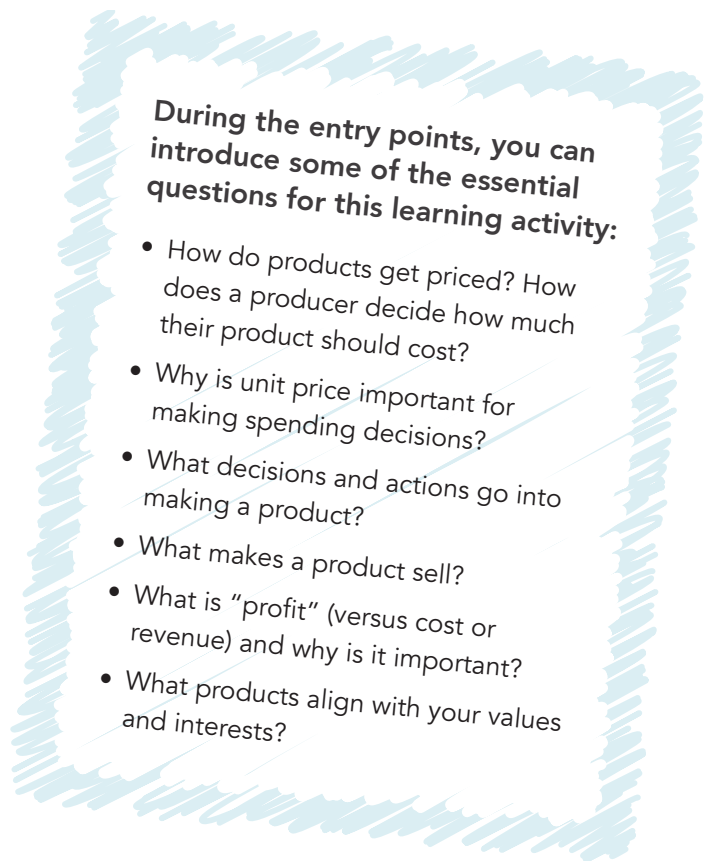 During the entry points, you can
introduce some of the essential
questions for this learning activity:
• How do products get priced? How
does a producer decide how much
their product should cost?
• Why is unit price important for
making spending decisions?
• What decisions and actions go into
making a product?
• What makes a product sell?
• What is “profit” (versus cost or
revenue) and why is it important?
• What products align with your values
and interests?